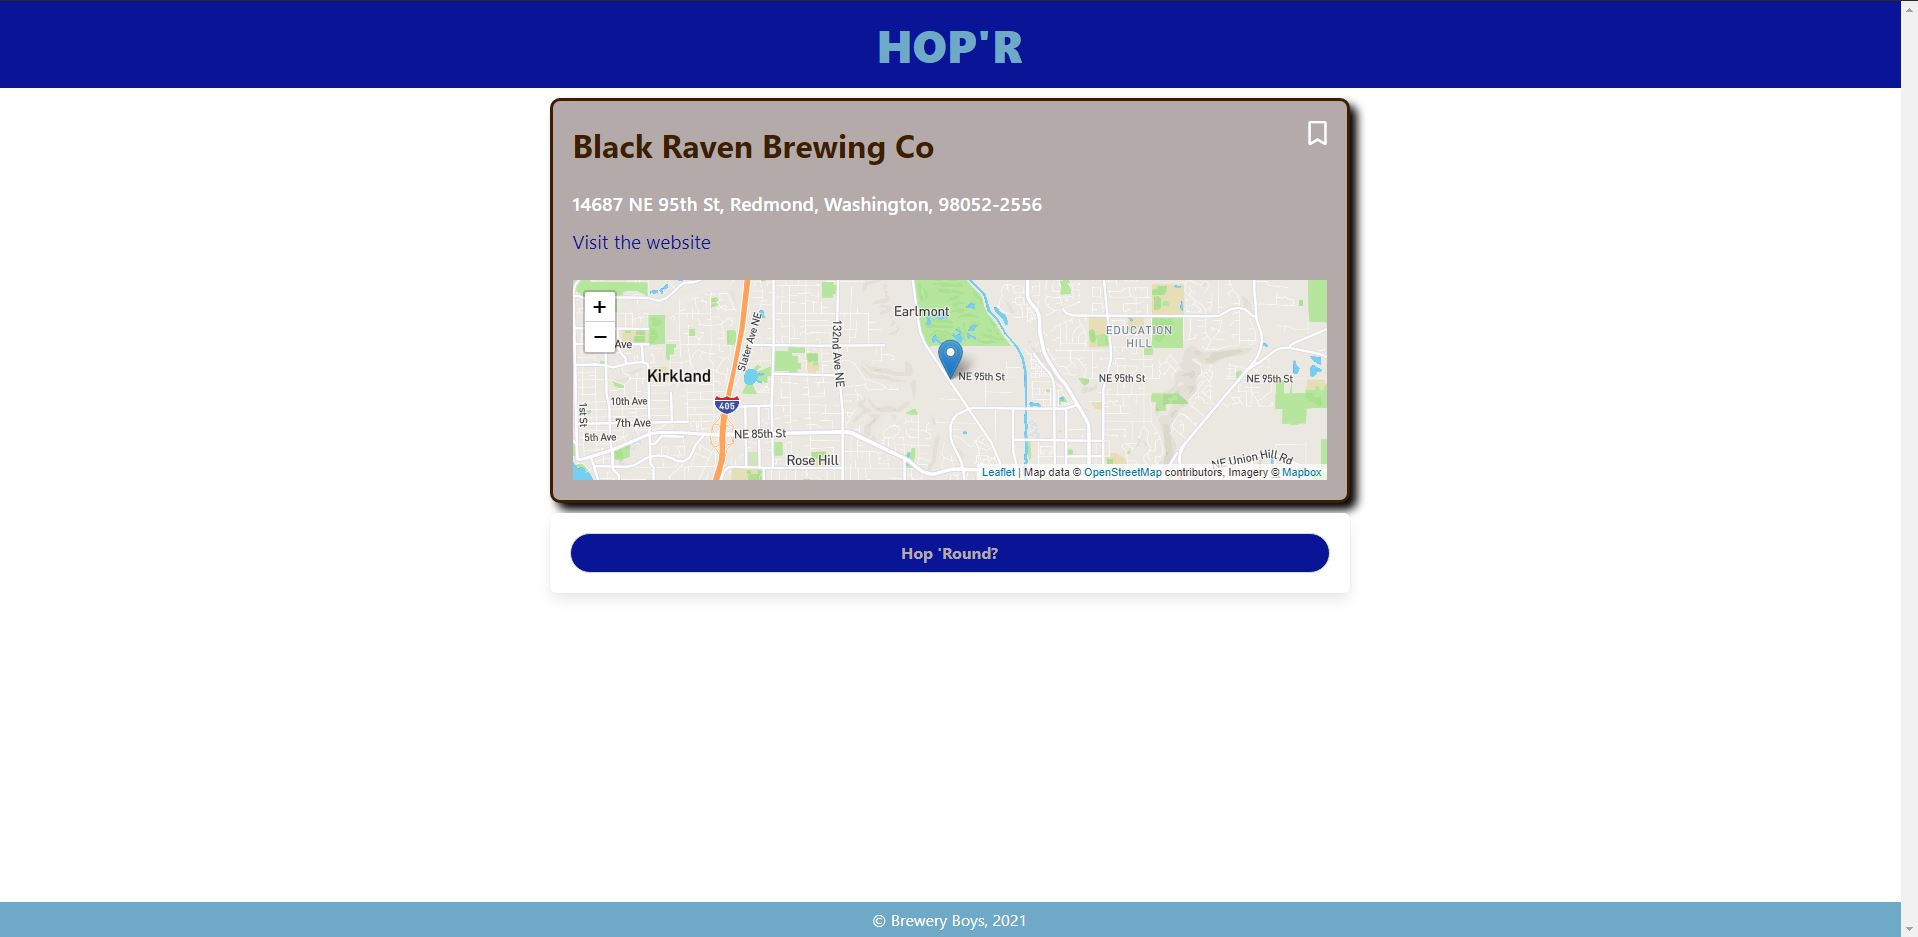 HOP'R
Black Raven Brewing Co
14687 NE 95th St, Redmond, Washington, 98052-2556
Visit the website
+
−
Earlmont
EDUCATION
HILL
Slater Ave NE
132nd Ave NE
Ave
Kirkland
NE 95th St
NE 95th St
NE 95th St
405
10th Ave
1st St
7th Ave
5th Ave
NE 85th St
Rose Hill
NE Union Hill Rd
Leaflet | Map data © OpenStreetMap contributors, Imagery © Mapbox
Hop 'Round?
© Brewery Boys, 2021